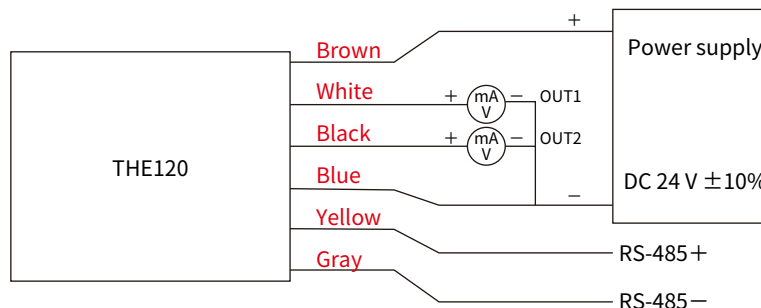 Brown
+
Power supply
White
+
mA
V
−
OUT1
Black
+
mA
V
−
OUT2
THE120
Blue
−
DC 24 V ±10%
Yellow
RS-485+
Gray
RS-485−